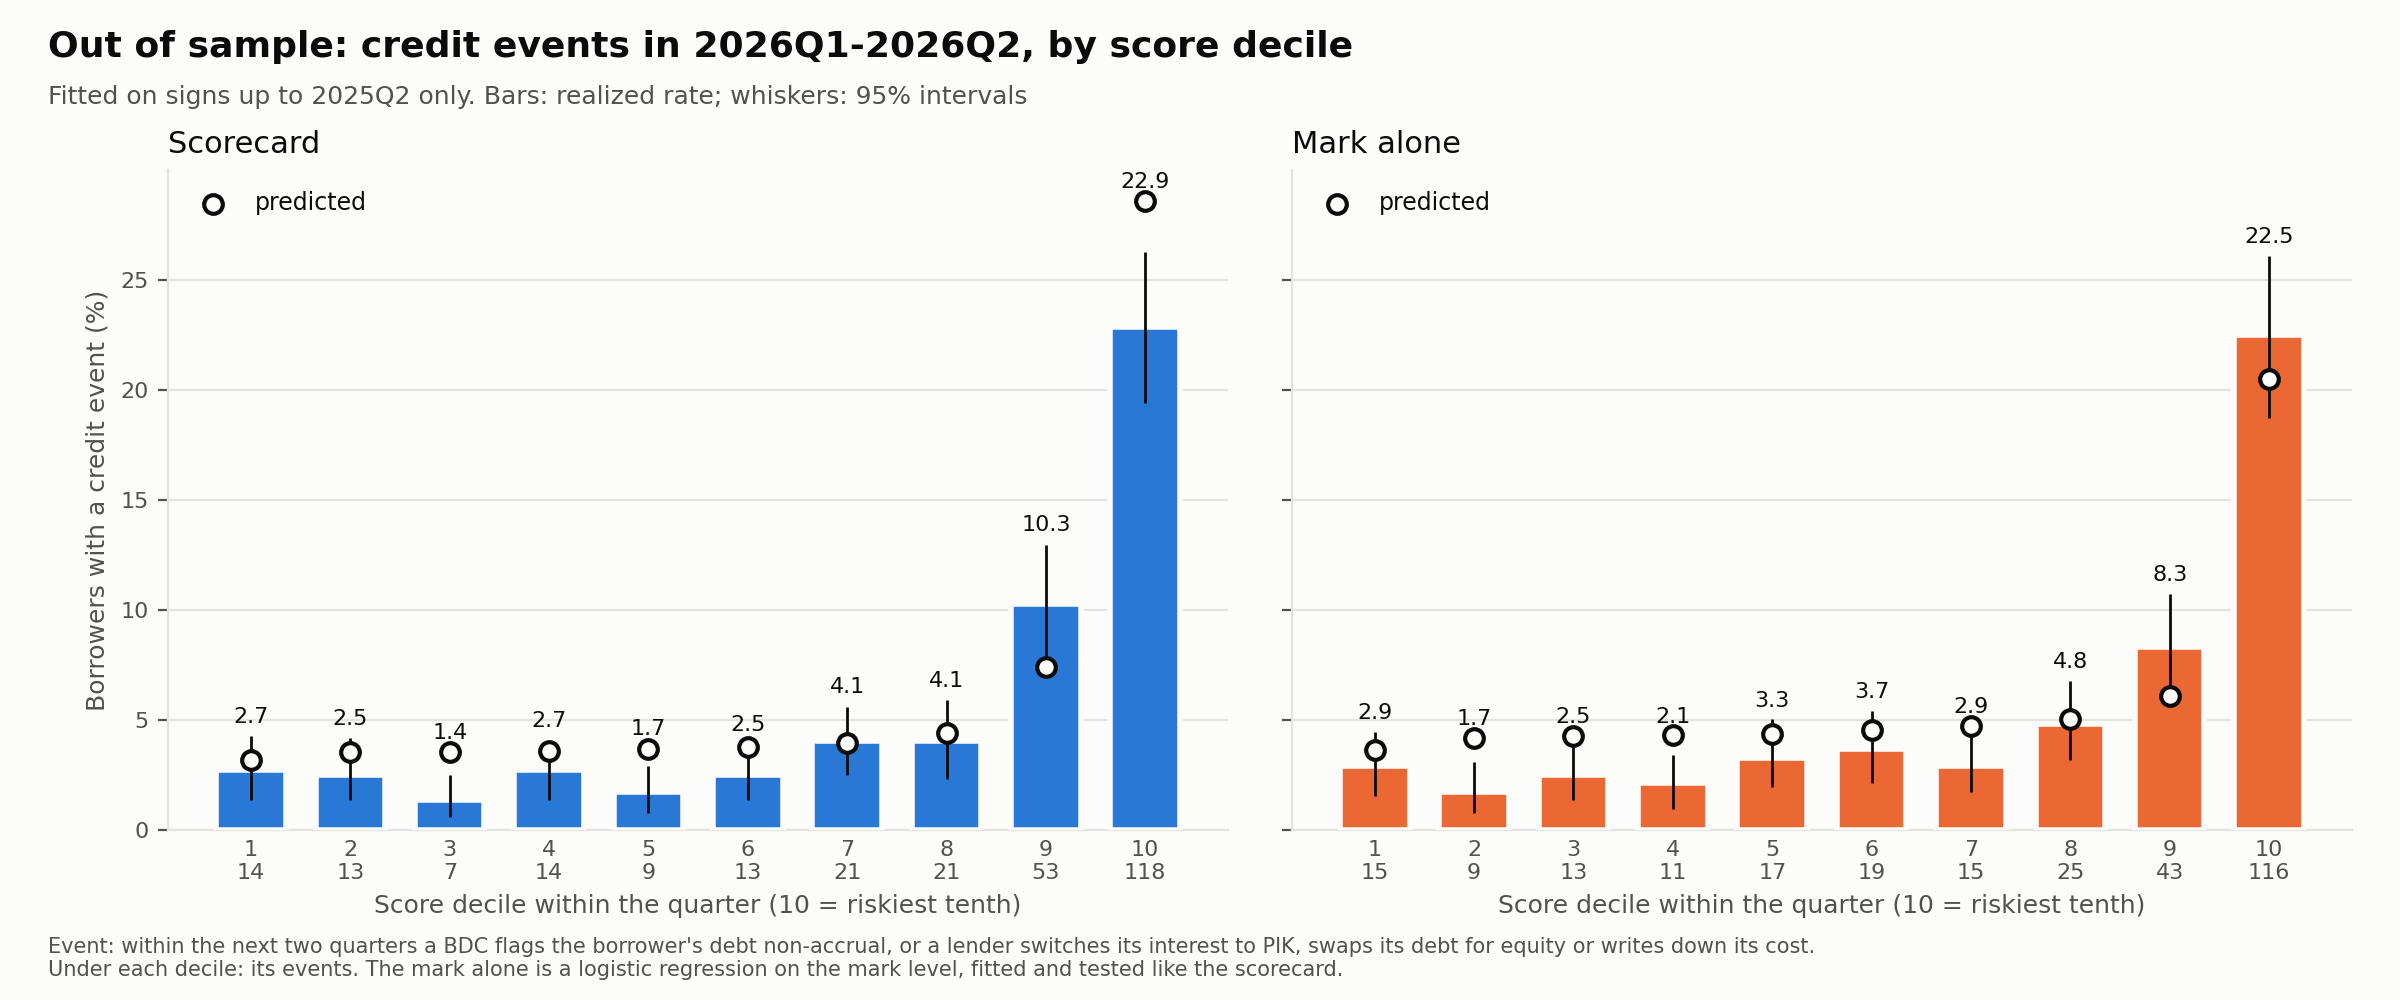 Out of sample: credit events in 2026Q1-2026Q2, by score decile
Fitted on signs up to 2025Q2 only. Bars: realized rate; whiskers: 95% intervals
Scorecard
predicted
Borrowers with a credit event (%)
25
20
15
10
5
0
2.7
2.5
1.4
2.7
1.7
2.5
4.1
4.1
10.3
22.9
1 2 3 4 5 6 7 8 9 10
14 13 7 14 9 13 21 21 53 118
Score decile within the quarter (10 = riskiest tenth)
Mark alone
predicted
2.9
1.7
2.5
2.1
3.3
3.7
2.9
4.8
8.3
22.5
1 2 3 4 5 6 7 8 9 10
15 9 13 11 17 19 15 25 43 116
Score decile within the quarter (10 = riskiest tenth)
Event: within the next two quarters a BDC flags the borrower's debt non-accrual, or a lender switches its interest to PIK, swaps its debt for equity or writes down its cost.
Under each decile: its events. The mark alone is a logistic regression on the mark level, fitted and tested like the scorecard.